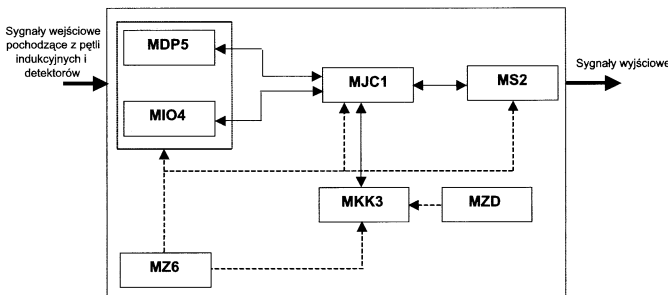 Sygnały wejściowe
pochodzące z pętli
indukcyjnych i
detektorów
MDP5
MIO4
MJC1
MS2
Sygnały wyjściowe
MKK3
MZD
MZ6